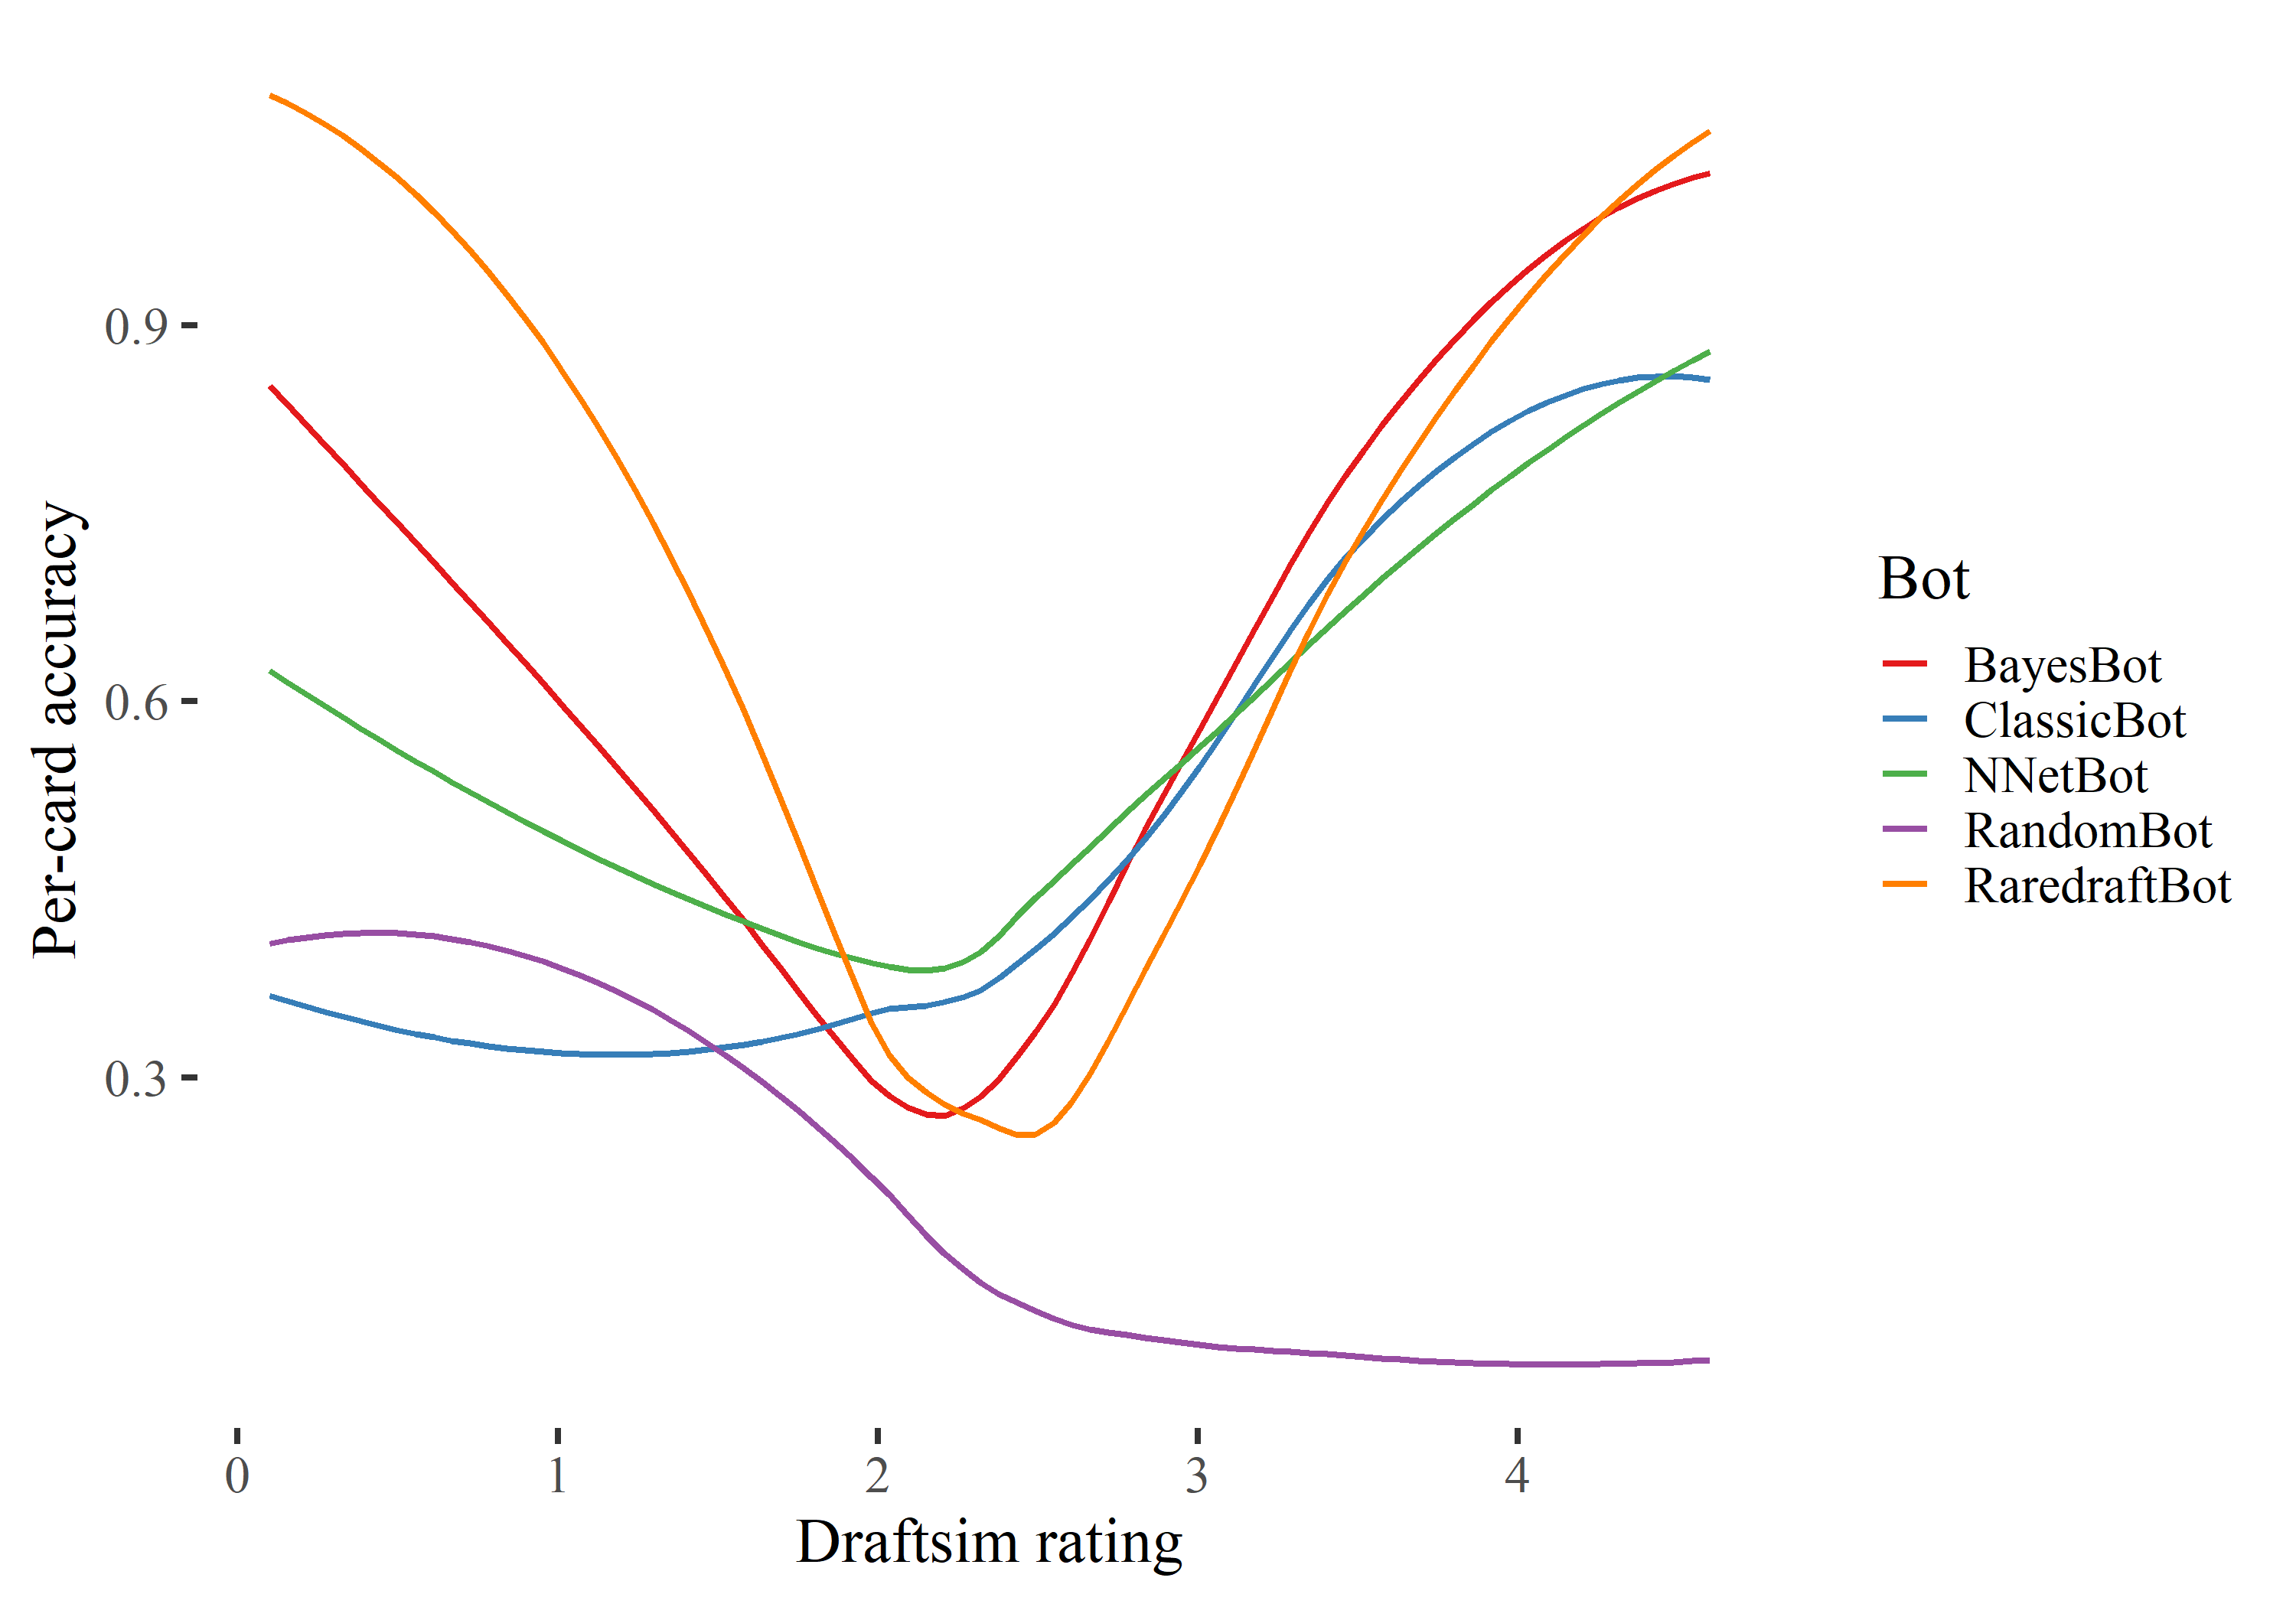 Per-card accuracy
0.9
0.6
0.3
0 1 2 3 4
Draftsim rating
Bot
BayesBot
ClassicBot
NNetBot
RandomBot
RaredraftBot